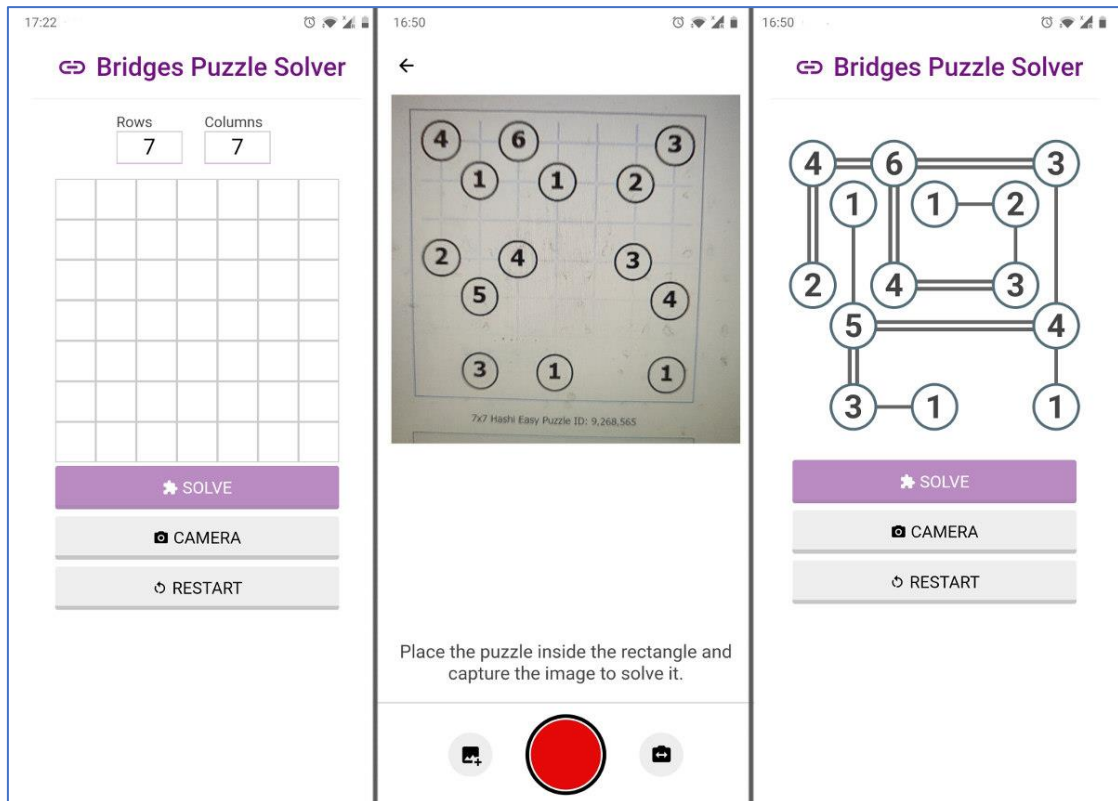 17:22
Bridges Puzzle Solver
Rows Columns
7 7
SOLVE
CAMERA
RESTART
16:50
4 6 3
1 1 2
2 4 3
5 4
3 1 1
7x7 Hashi Easy Puzzle ID: 9,268,565
Place the puzzle inside the rectangle and
capture the image to solve it.
16:50
Bridges Puzzle Solver
4 6 3
1 1 2
2 4 3
5 4
3 1 1
SOLVE
CAMERA
RESTART